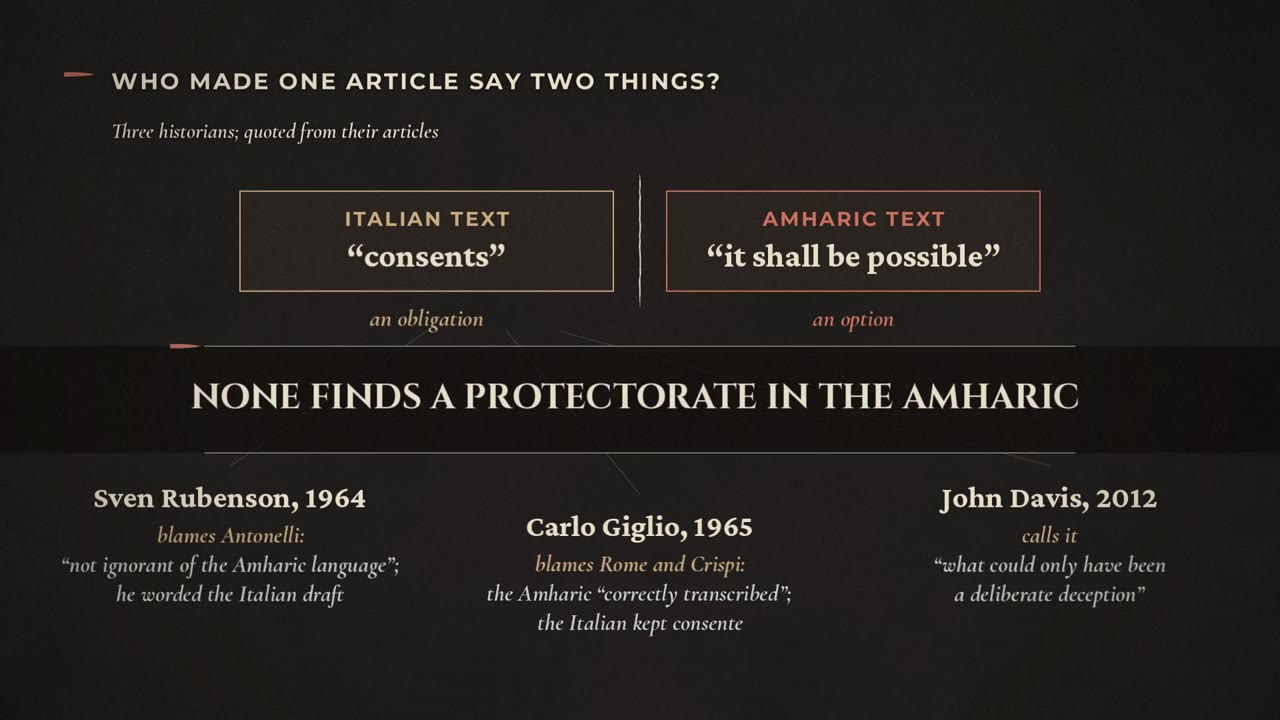 WHO MADE ONE ARTICLE SAY TWO THINGS?
Three historians; quoted from their articles
ITALIAN TEXT
“consents”
an obligation
AMHARIC TEXT
“it shall be possible”
an option
NONE FINDS A PROTECTORATE IN THE AMHARIC
Sven Rubenson, 1964
blames Antonelli:
“not ignorant of the Amharic language”;
he worded the Italian draft
Carlo Giglio, 1965
blames Rome and Crispi:
the Amharic “correctly transcribed”;
the Italian kept consente
John Davis, 2012
calls it
“what could only have been
a deliberate deception”